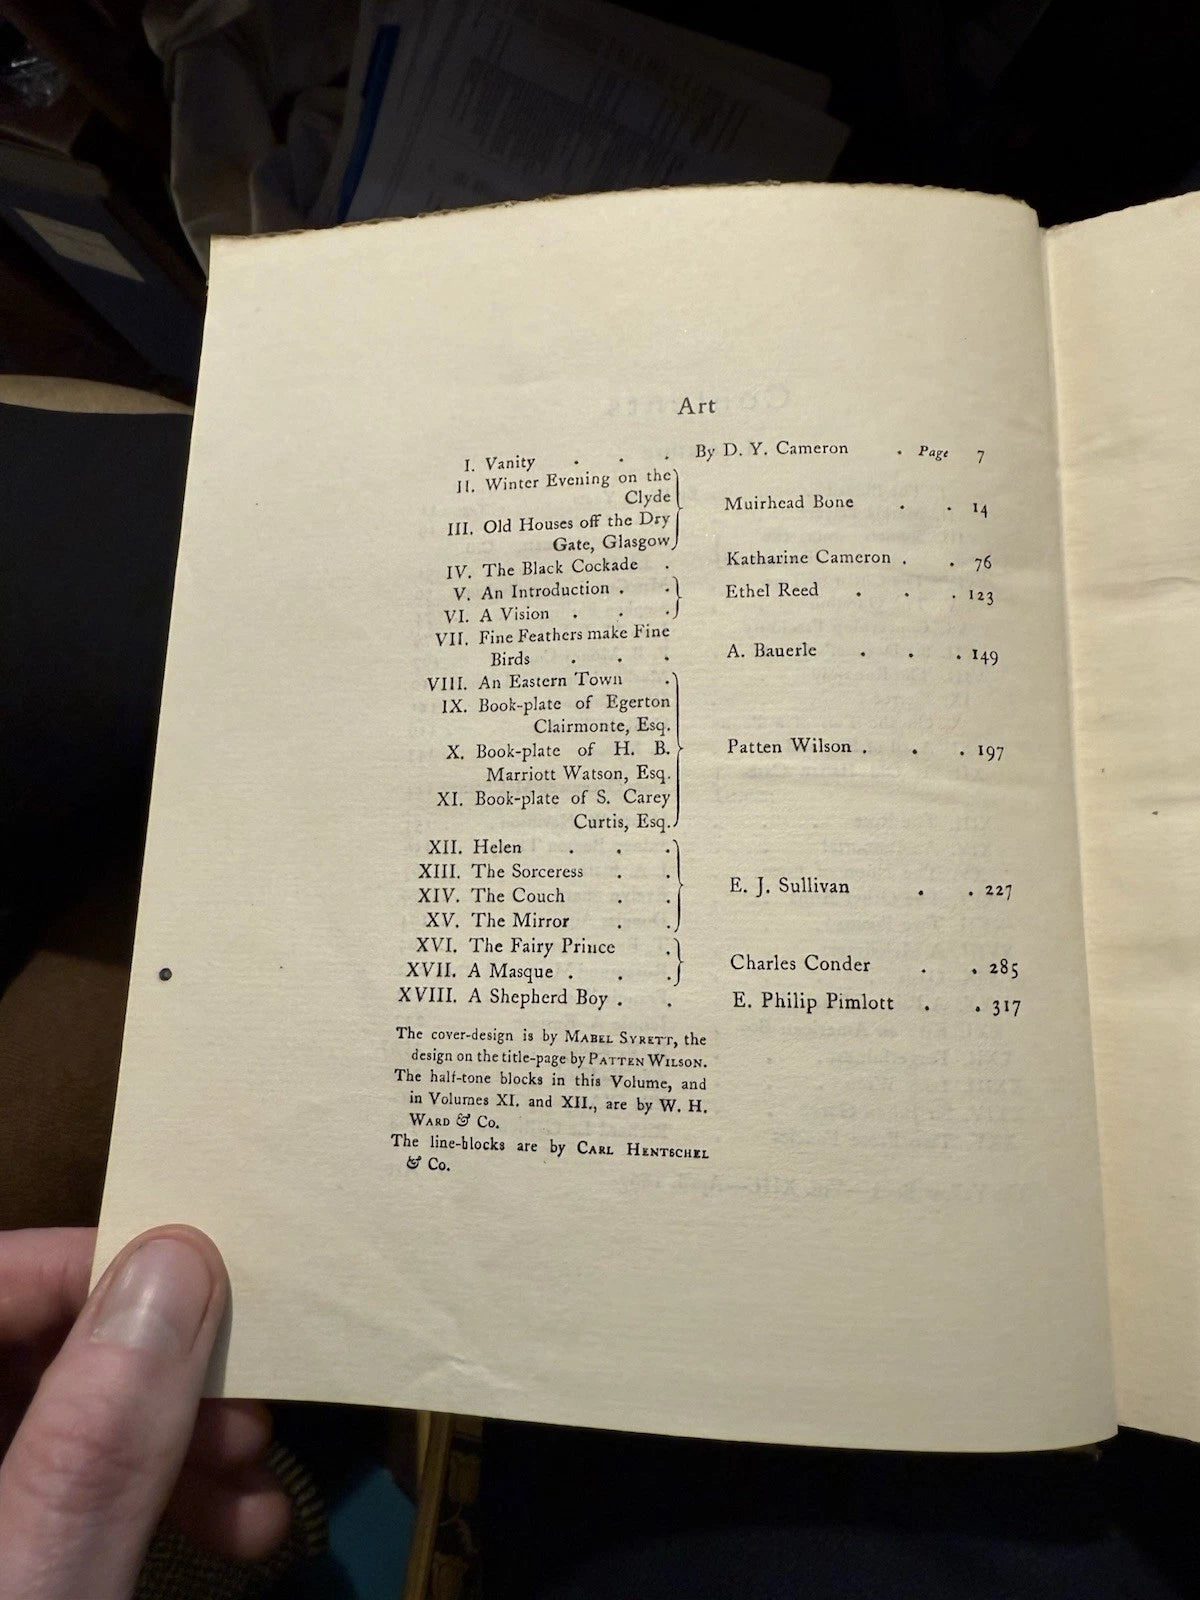 Art
I. Vanity . . . By D. Y. Cameron . Page 7
II. Winter Evening on the
Clyde
Muirhead Bone . . 14
III. Old Houses off the Dry
Gate, Glasgow
IV. The Black Cockade . Katharine Cameron . . 76
V. An Introduction . . Ethel Reed . . . 123
VI. A Vision . . .
VII. Fine Feathers make Fine
Birds . . . A. Bauerle . . . 149
VIII. An Eastern Town .
IX. Book-plate of Egerton
Clairmonte, Esq.
X. Book-plate of H. B. Patten Wilson . . . 197
Marriott Watson, Esq.
XI. Book-plate of S. Carey
Curtis, Esq.
XII. Helen . . .
XIII. The Sorceress . .
E. J. Sullivan . . 227
XIV. The Couch . .
XV. The Mirror . .
XVI. The Fairy Prince .
Charles Conder . . 285
XVII. A Masque . . .
XVIII. A Shepherd Boy . . E. Philip Pimlott . . 317
The cover-design is by MABEL SYRETT, the
design on the title-page by PATTEN WILSON.
The half-tone blocks in this Volume, and
in Volumes XI. and XII., are by W. H.
WARD & Co.
The line-blocks are by CARL HENTSCHEL
& Co.